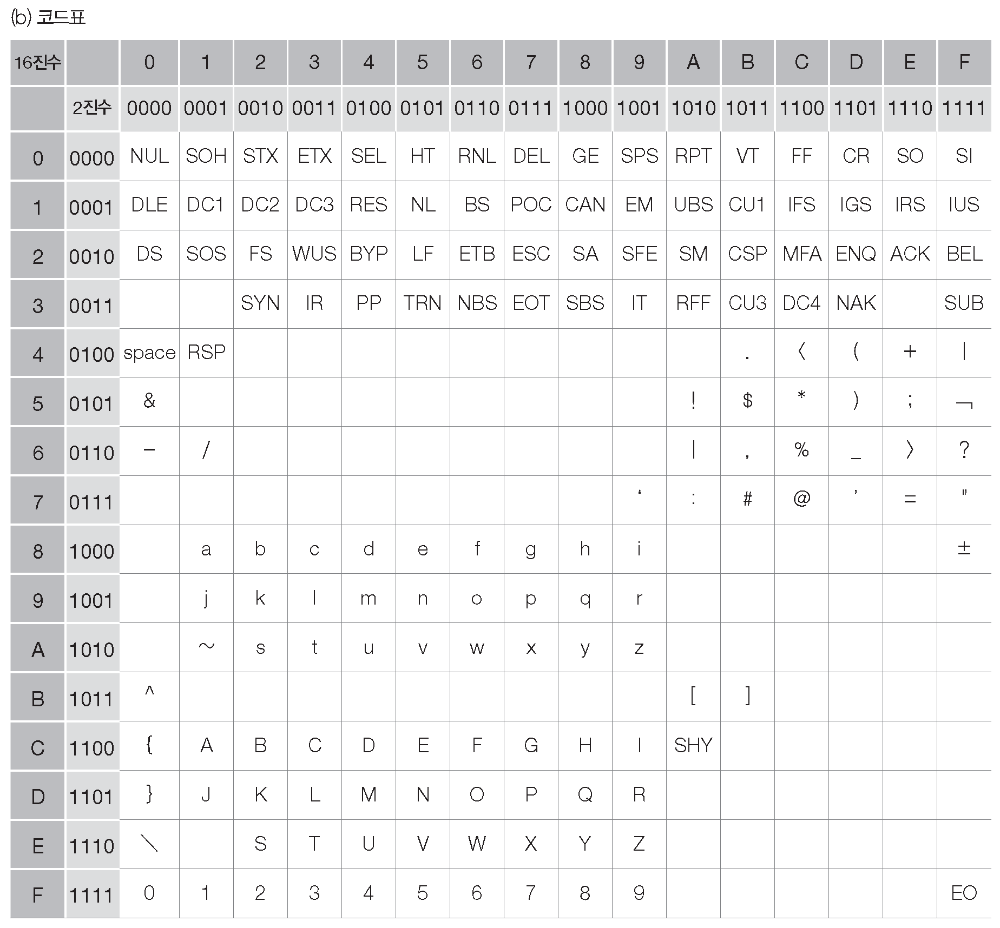 (b) 코드표
16진수 0 1 2 3 4 5 6 7 8 9 A B C D E F
2진수 0000 0001 0010 0011 0100 0101 0110 0111 1000 1001 1010 1011 1100 1101 1110 1111
0 0000 NUL SOH STX ETX SEL HT RNL DEL GE SPS RPT VT FF CR SO SI
1 0001 DLE DC1 DC2 DC3 RES NL BS POC CAN EM UBS CU1 IFS IGS IRS IUS
2 0010 DS SOS FS WUS BYP LF ETB ESC SA SFE SM CSP MFA ENQ ACK BEL
3 0011 SYN IR PP TRN NBS EOT SBS IT RFF CU3 DC4 NAK SUB
4 0100 space RSP . 〈 ( + |
5 0101 & ! $ * ) ; ﹁
6 0110 - / | , % _ 〉 ?
7 0111 ‘ : # @ ’ = "
8 1000 a b c d e f g h i ±
9 1001 j k l m n o p q r
A 1010 ~ s t u v w x y z
B 1011 ^ [ ]
C 1100 { A B C D E F G H I SHY
D 1101 } J K L M N O P Q R
E 1110 \ S T U V W X Y Z
F 1111 0 1 2 3 4 5 6 7 8 9 EO